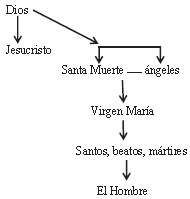 Dios
Jesucristo
Santa Muerte — ángeles
Virgen María
Santos, beatos, mártires
El Hombre